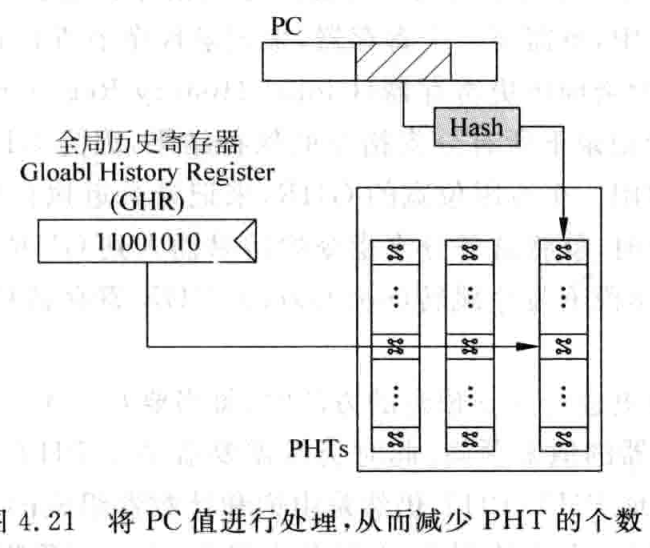 PC
Hash
全局历史寄存器
Gloabl History Register
(GHR)
11001010
PHTs
图 4.21 将 PC 值进行处理,从而减少 PHT 的个数